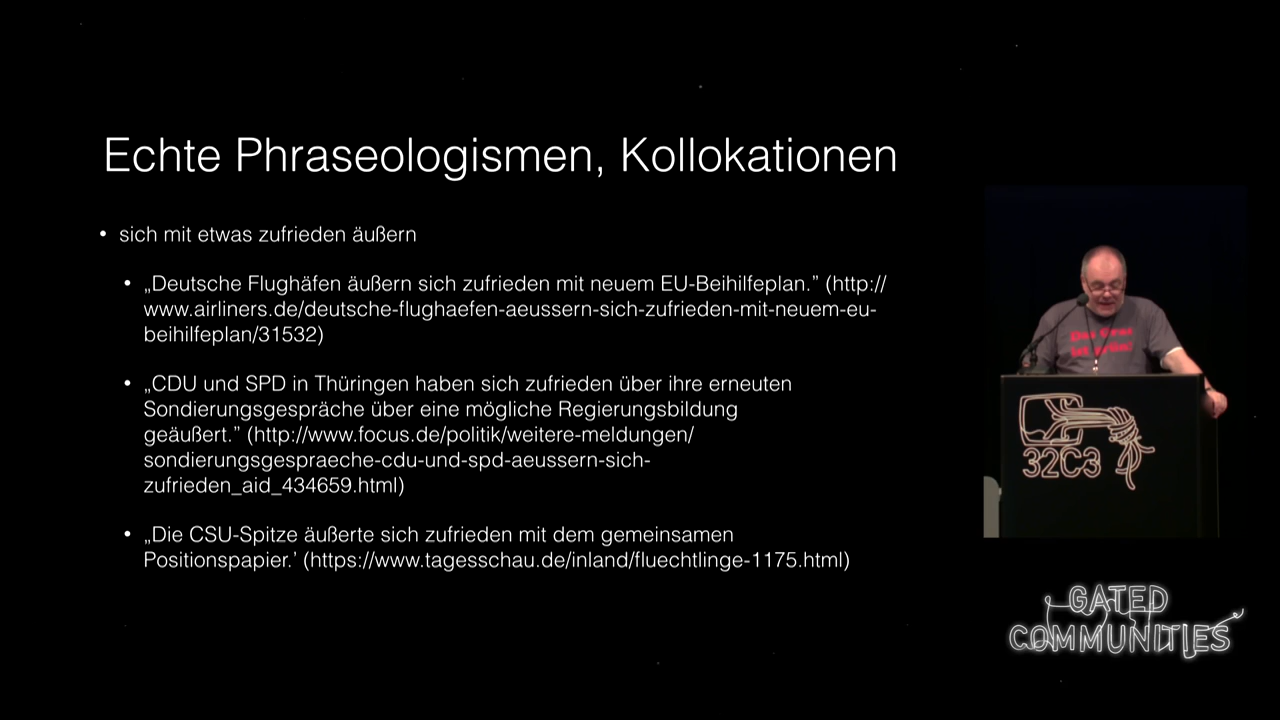 Echte Phraseologismen, Kollokationen
• sich mit etwas zufrieden äußern
• „Deutsche Flughäfen äußern sich zufrieden mit neuem EU-Beihilfeplan.” (http://
www.airliners.de/deutsche-flughaefen-aeussern-sich-zufrieden-mit-neuem-eu-
beihilfeplan/31532)
• „CDU und SPD in Thüringen haben sich zufrieden über ihre erneuten
Sondierungsgespräche über eine mögliche Regierungsbildung
geäußert.” (http://www.focus.de/politik/weitere-meldungen/
sondierungsgespraeche-cdu-und-spd-aeussern-sich-
zufrieden_aid_434659.html)
• „Die CSU-Spitze äußerte sich zufrieden mit dem gemeinsamen
Positionspapier.’ (https://www.tagesschau.de/inland/fluechtlinge-1175.html)
32C3
GATED
COMMUNITIES